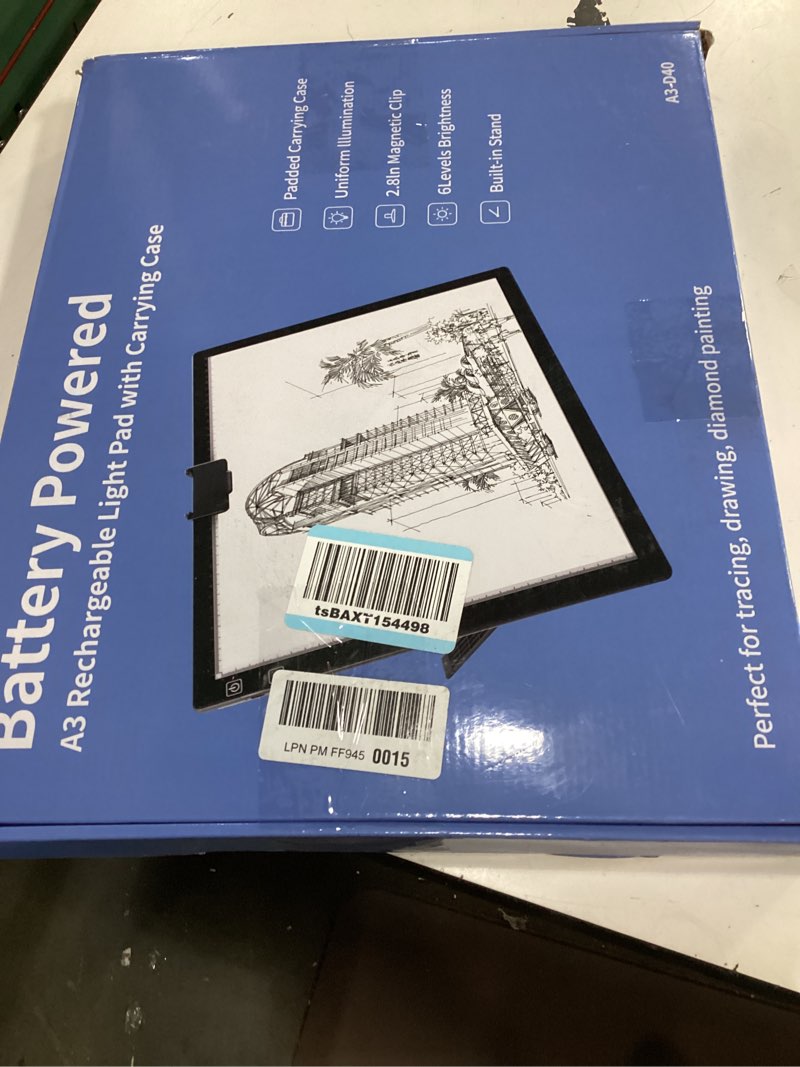 Battery Powered
A3 Rechargeable Light Pad with Carrying Case
Padded Carrying Case
Uniform Illumination
2.8In Magnetic Clip
6Levels Brightness
Built-in Stand
A3-D40
tsBAXT154498
LPN PM FF945 0015
Perfect for tracing, drawing, diamond painting